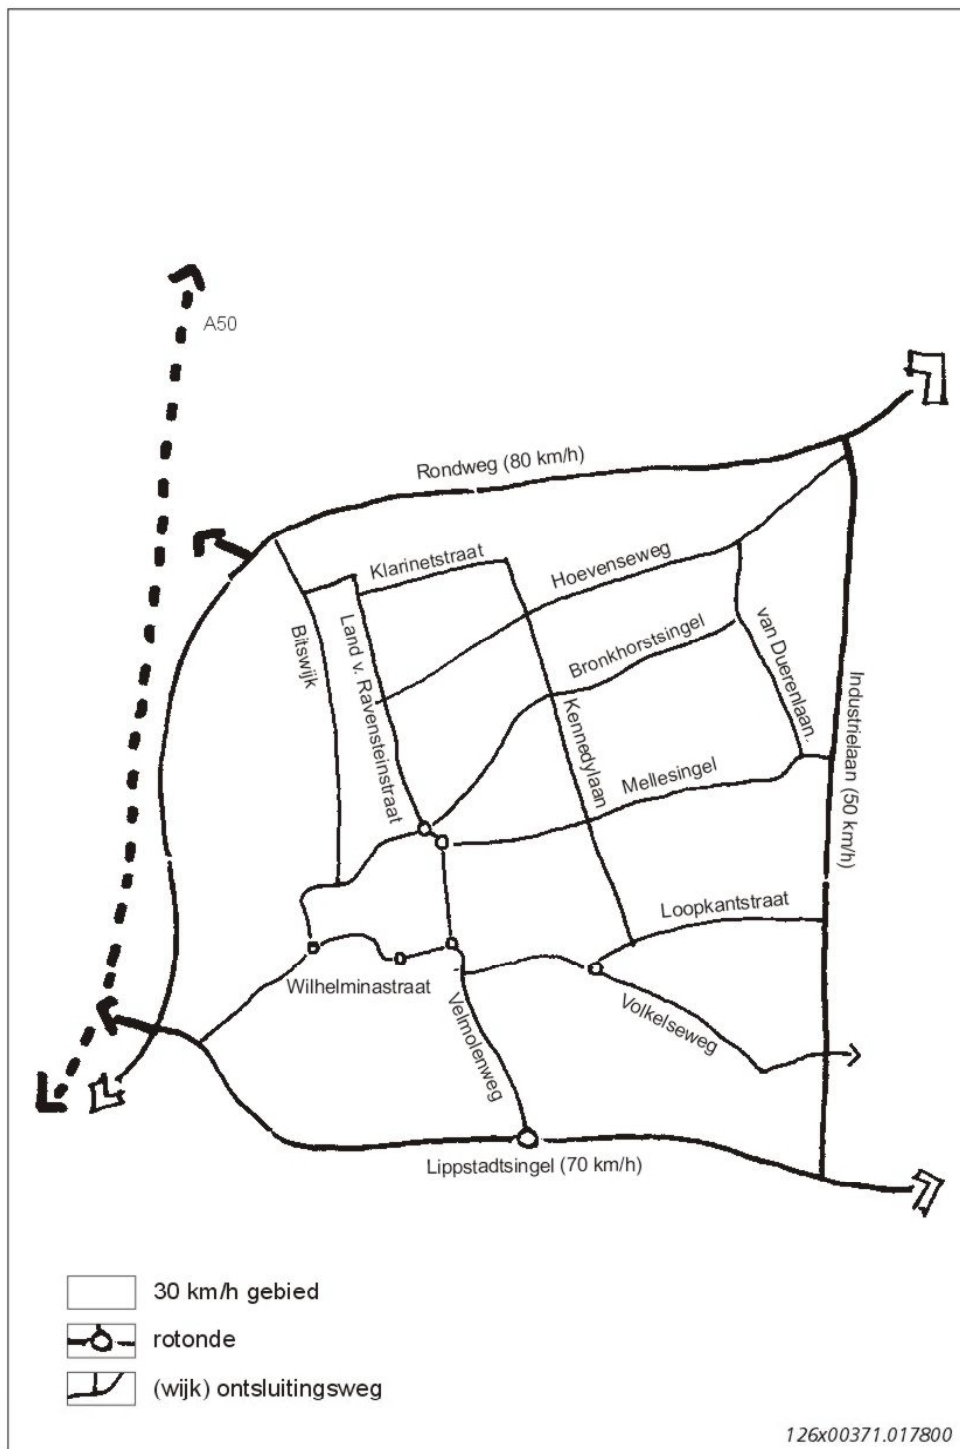 A50
Rondweg (80 km/h)
Klarinetstraat
Hoevenseweg
Bitswijk
Land v. Ravensteinstraat
Bronkhorstsingel
van Duerenlaan.
Kennedylaan
Industrielaan (50 km/h)
Mellesingel
Loopkantstraat
Wilhelminastraat
Velmolenweg
Volkelseweg
Lippstadtsingel (70 km/h)
30 km/h gebied
rotonde
(wijk) ontsluitingsweg
126x00371.017800